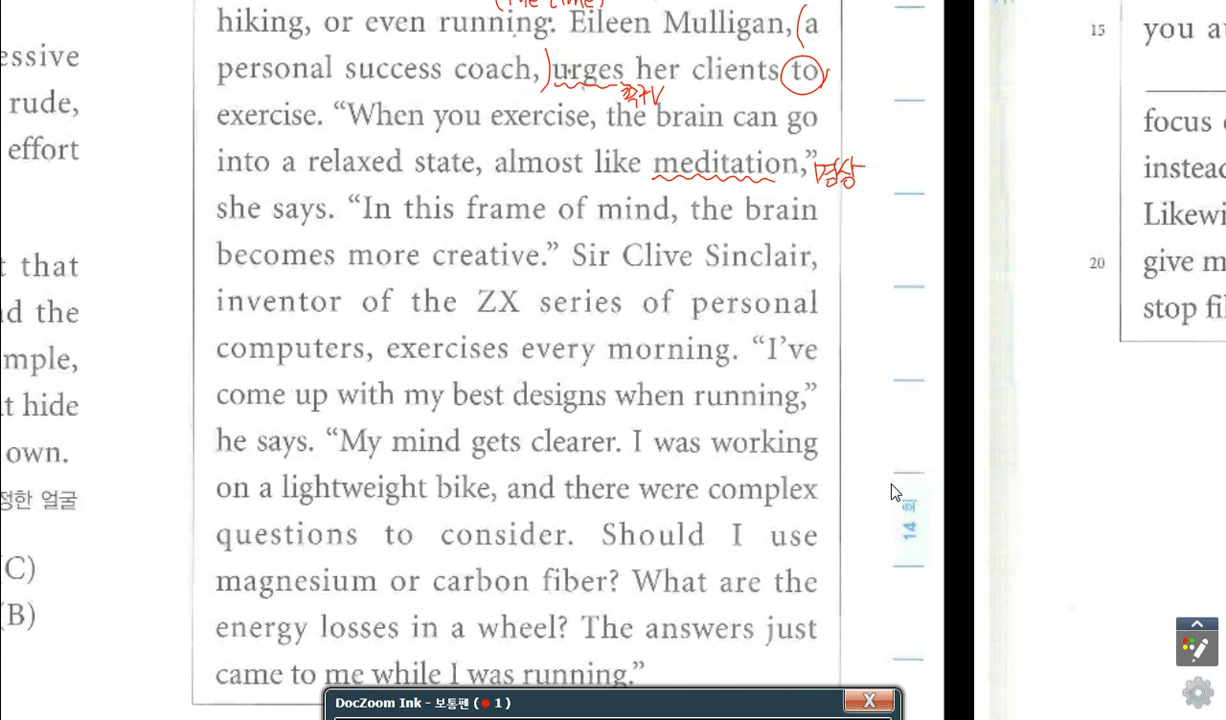 (The time)
hiking, or even running. Eileen Mulligan, (a
personal success coach,) urges her clients to
exercise. “When you exercise, the brain can go
into a relaxed state, almost like meditation,” 명상
she says. “In this frame of mind, the brain
becomes more creative.” Sir Clive Sinclair,
inventor of the ZX series of personal
computers, exercises every morning. “I’ve
come up with my best designs when running,”
he says. “My mind gets clearer. I was working
on a lightweight bike, and there were complex
questions to consider. Should I use
magnesium or carbon fiber? What are the
energy losses in a wheel? The answers just
came to me while I was running.”
essive
rude,
effort
that
the
hide
own.
얼굴
C)
(B)
14 회
15
you
focus
20
give
stop
DocZoom Ink - 보통펜 ( 1 )
X